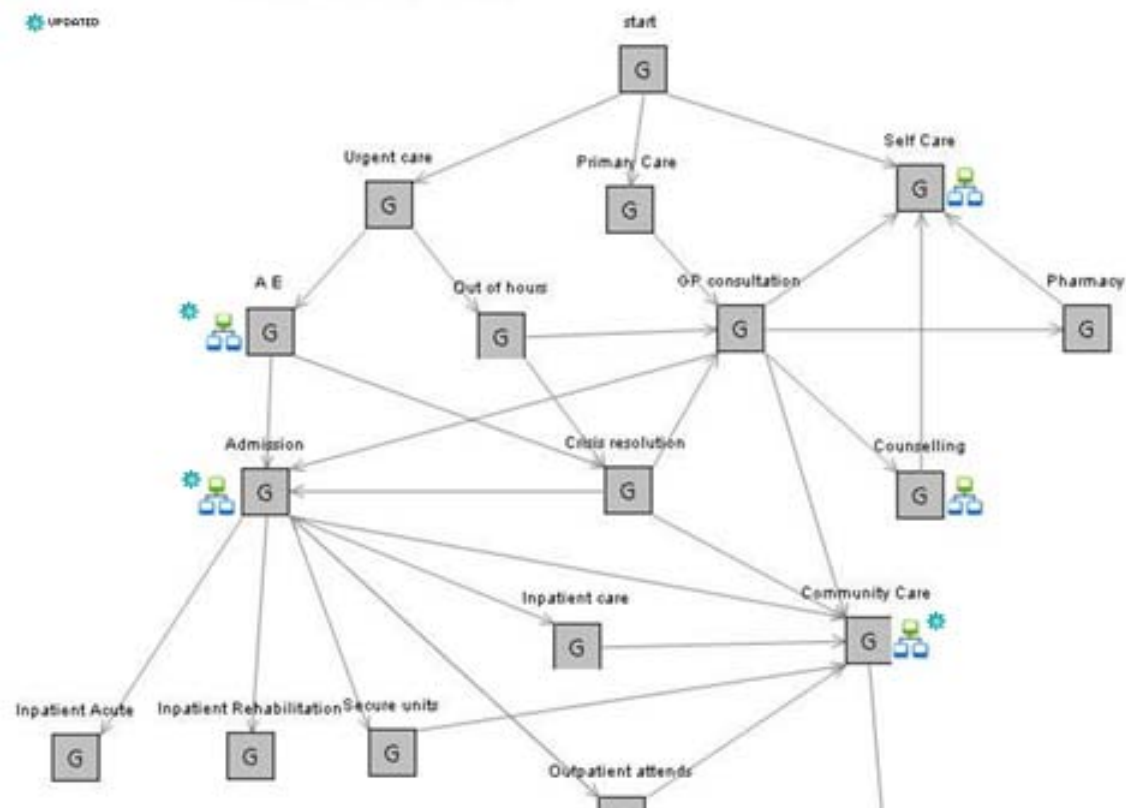 UPDATED
start
G
Self Care
Urgent care
Primary Care
G
G
G
A E
Out of hours
GP consultation
Pharmacy
G
G
G
G
Admission
Crisis resolution
Counselling
G
G
G
Inpatient care
Community Care
G
G
Inpatient Acute
Inpatient Rehabilitation
Secure units
G
G
G
Outpatient attends